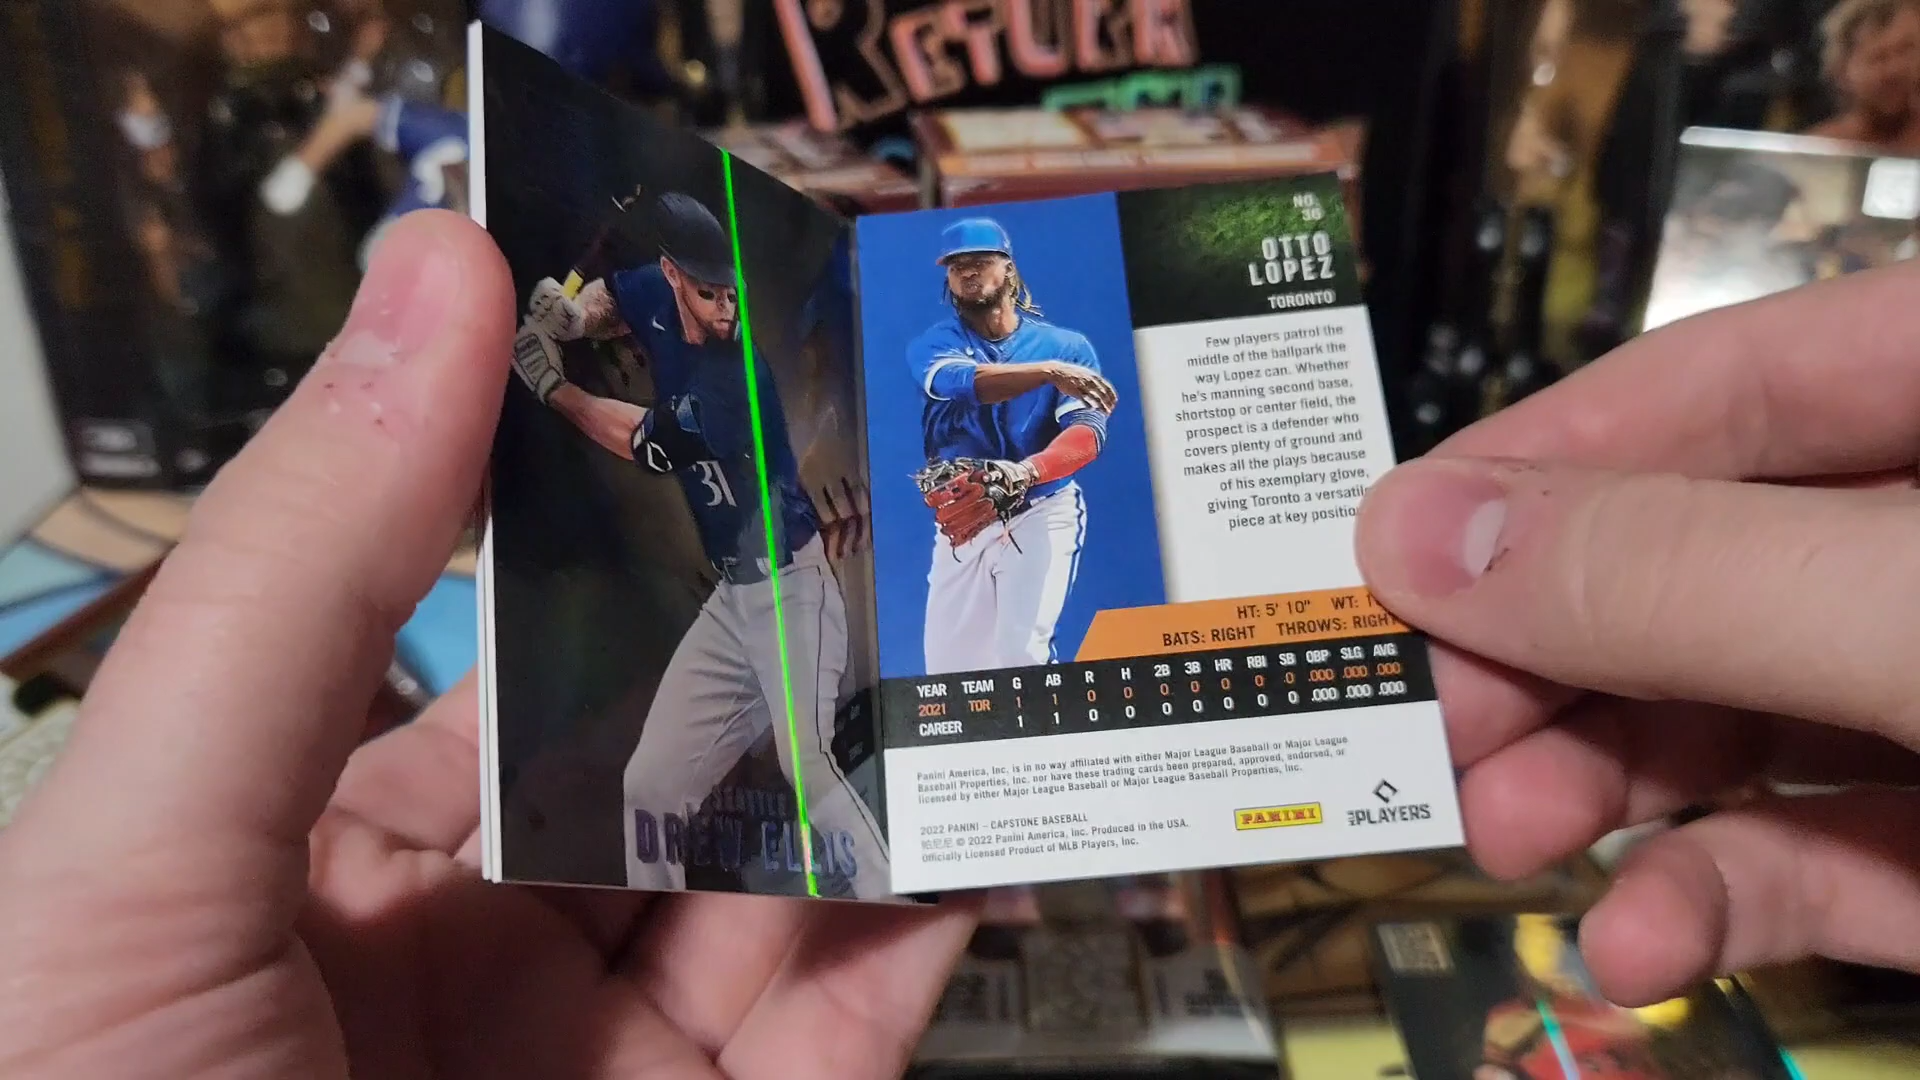 31
SEATTLE
DREW ELLIS
NO.
36
OTTO
LOPEZ
TORONTO
Few players patrol the
middle of the ballpark the
way Lopez can. Whether
he's manning second base,
shortstop or center field, the
prospect is a defender who
covers plenty of ground and
makes all the plays because
of his exemplary glove,
giving Toronto a versatile
piece at key
HT: 5' 10" WT:
BATS: RIGHT THROWS: RIGHT
YEAR TEAM G AB R H 2B 3B HR RBI SB OBP SLG AVG
2021 TOR 1 1 0 0 0 0 0 0 0 .000 .000 .000
CAREER 1 1 0 0 0 0 0 0 0 .000 .000 .000
Panini America, Inc. is in no way affiliated with either Major League Baseball or Major League
Baseball Properties, Inc. nor have these trading cards been prepared, approved, endorsed, or
licensed by either Major League Baseball or Major League Baseball Properties, Inc.
2022 PANINI – CAPSTONE BASEBALL
帕尼尼 © 2022 Panini America, Inc. Produced in the USA.
Officially Licensed Product of MLB Players, Inc.
PANINI
MLB PLAYERS